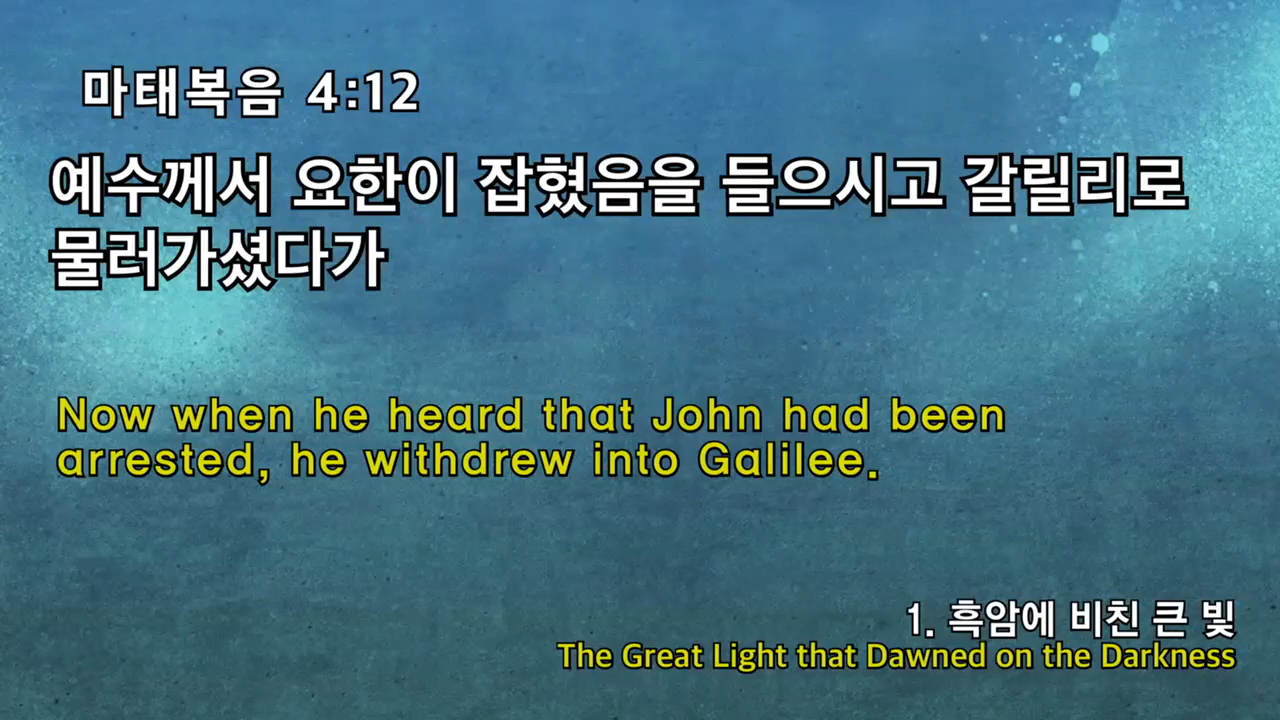 마태복음 4:12
예수께서 요한이 잡혔음을 들으시고 갈릴리로
물러가셨다가
Now when he heard that John had been
arrested, he withdrew into Galilee.
1. 흑암에 비친 큰 빛
The Great Light that Dawned on the Darkness